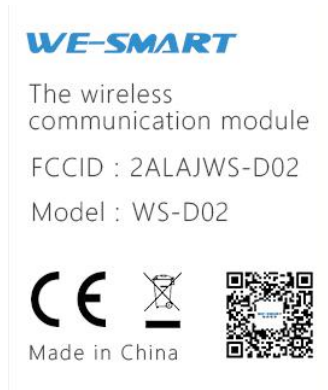 WE-SMART
The wireless
communication module
FCCID : 2ALAJWS-D02
Model : WS-D02
CE
Made in China